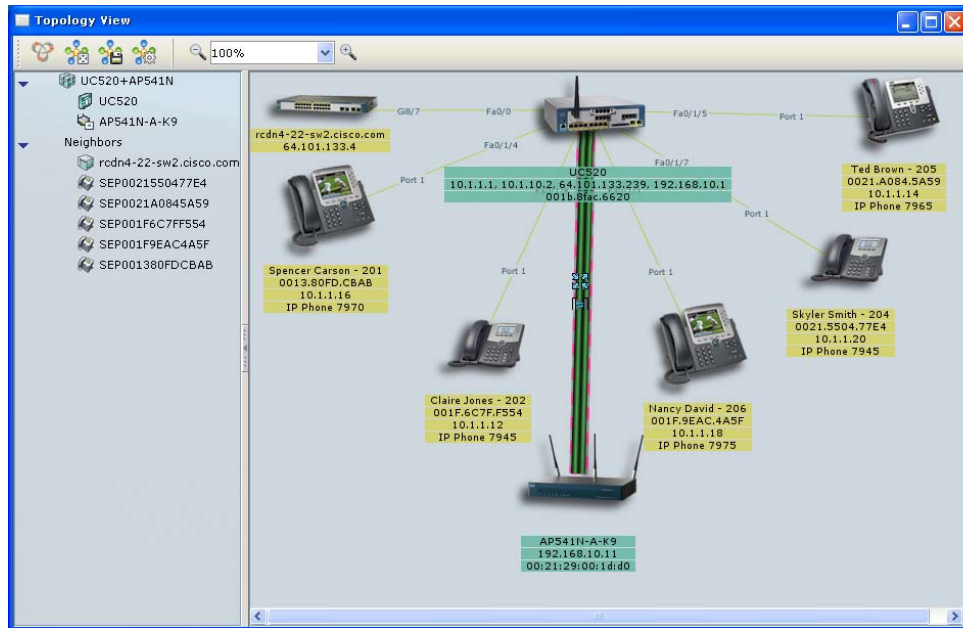 Topology View
100%
UC520+AP541N
UC520
AP541N-A-K9
Neighbors
rcdn4-22-sw2.cisco.com
SEP0021550477E4
SEP0021A0845A59
SEP001F6C7FF554
SEP001F9EAC4A5F
SEP001380FDCBAB
Gi8/7
Fa0/0
Fa0/1/5
Port 1
rcdn4-22-sw2.cisco.com
64.101.133.4
Fa0/1/4
Fa0/1/7
Port 1
Port 1
UC520
10.1.1.1, 10.1.10.2, 64.101.133.239, 192.168.10.1
001b.8fac.6620
Ted Brown - 205
0021.A084.5A59
10.1.1.14
IP Phone 7965
Spencer Carson - 201
0013.80FD.CBAB
10.1.1.16
IP Phone 7970
Port 1
Port 1
Skyler Smith - 204
0021.5504.77E4
10.1.1.20
IP Phone 7945
Claire Jones - 202
001F.6C7F.F554
10.1.1.12
IP Phone 7945
Nancy David - 206
001F.9EAC.4A5F
10.1.1.18
IP Phone 7975
AP541N-A-K9
192.168.10.11
00:21:29:00:1d:d0